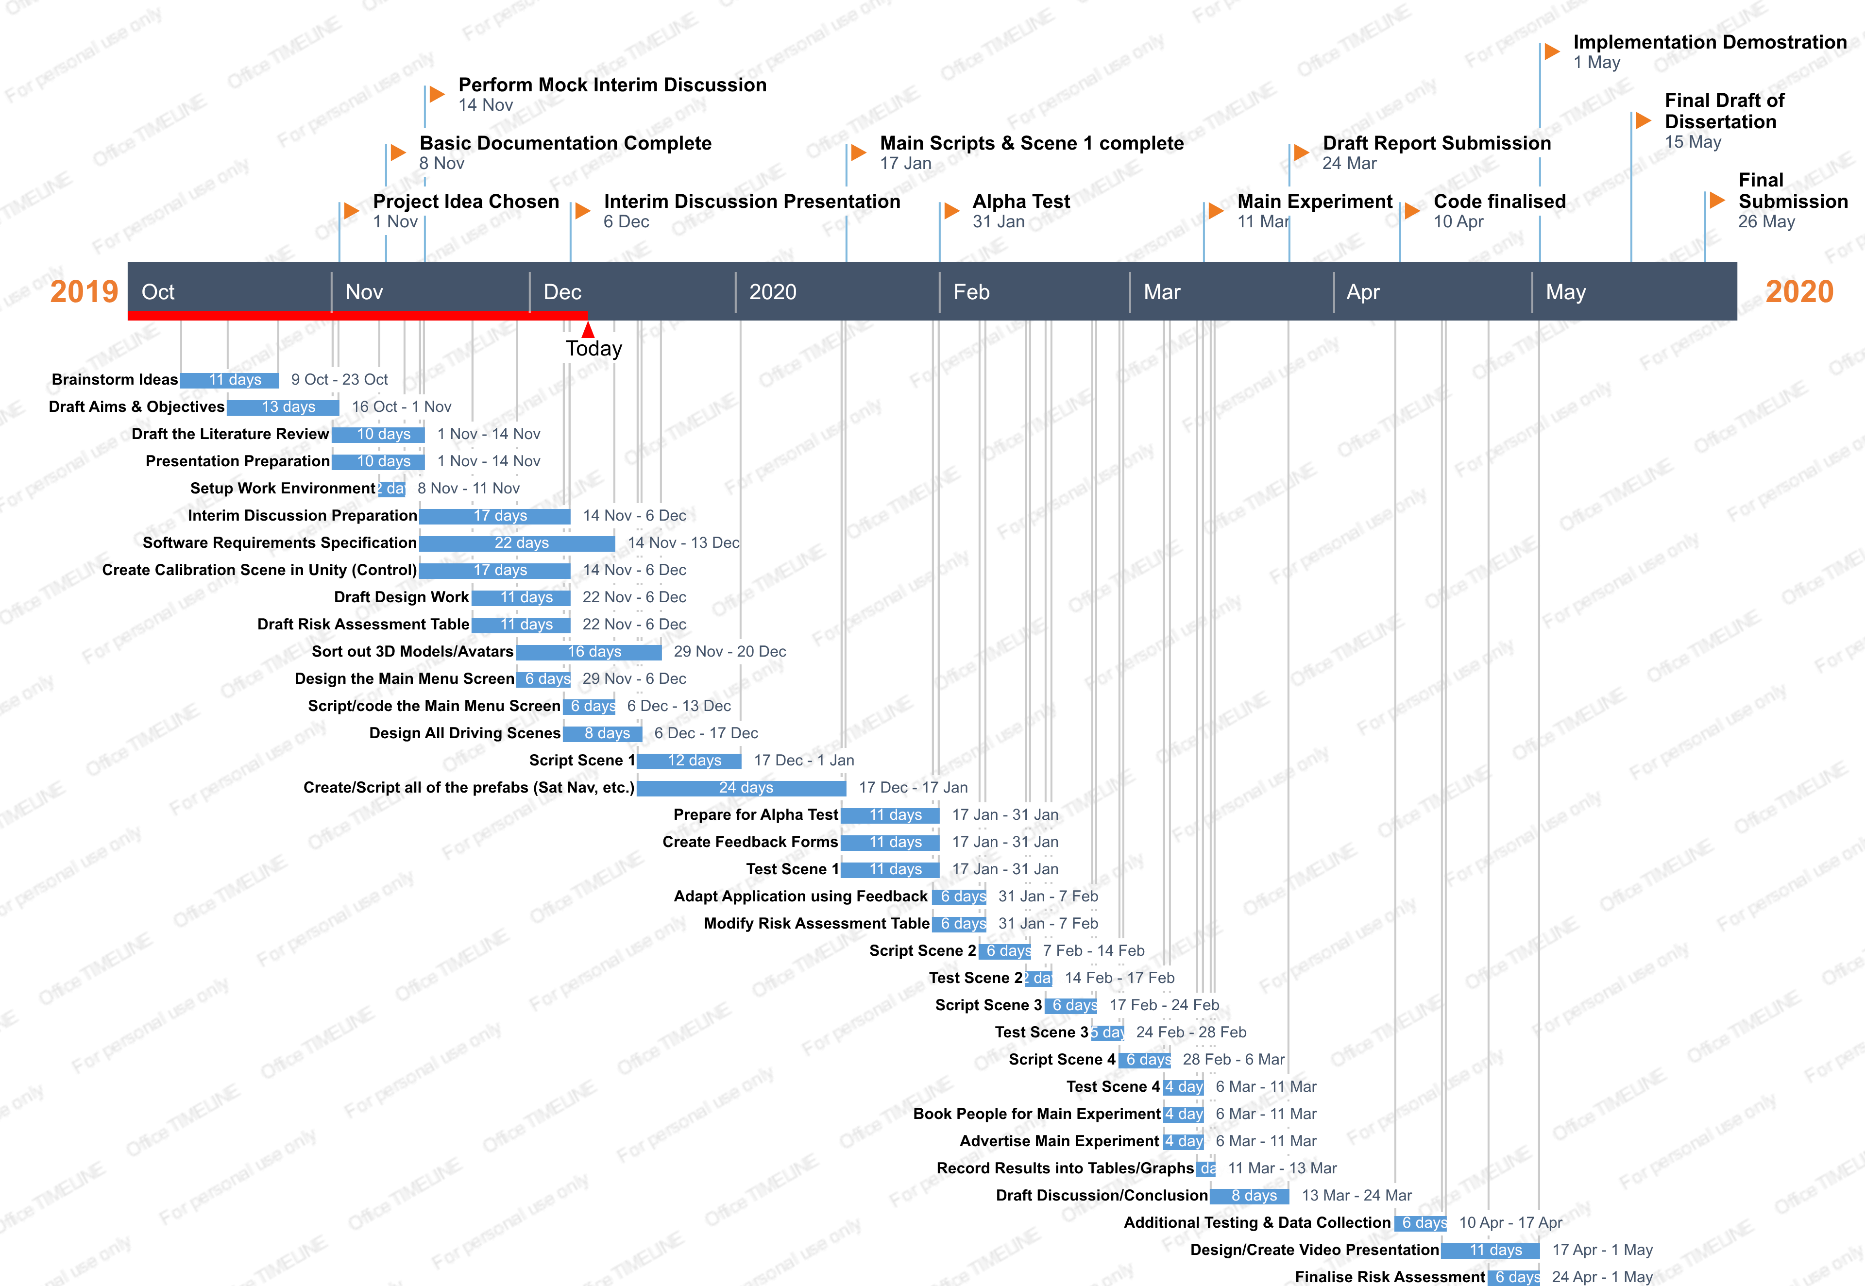 Implementation Demostration
1 May
Perform Mock Interim Discussion
14 Nov
Final Draft of
Dissertation
15 May
Basic Documentation Complete
8 Nov
Main Scripts & Scene 1 complete
17 Jan
Draft Report Submission
24 Mar
Final
Submission
26 May
Project Idea Chosen
1 Nov
Interim Discussion Presentation
6 Dec
Alpha Test
31 Jan
Main Experiment
11 Mar
Code finalised
10 Apr
2019 Oct Nov Dec 2020 Feb Mar Apr May 2020
Today
Brainstorm Ideas 11 days 9 Oct - 23 Oct
Draft Aims & Objectives 13 days 16 Oct - 1 Nov
Draft the Literature Review 10 days 1 Nov - 14 Nov
Presentation Preparation 10 days 1 Nov - 14 Nov
Setup Work Environment 2 da 8 Nov - 11 Nov
Interim Discussion Preparation 17 days 14 Nov - 6 Dec
Software Requirements Specification 22 days 14 Nov - 13 Dec
Create Calibration Scene in Unity (Control) 17 days 14 Nov - 6 Dec
Draft Design Work 11 days 22 Nov - 6 Dec
Draft Risk Assessment Table 11 days 22 Nov - 6 Dec
Sort out 3D Models/Avatars 16 days 29 Nov - 20 Dec
Design the Main Menu Screen 6 days 29 Nov - 6 Dec
Script/code the Main Menu Screen 6 days 6 Dec - 13 Dec
Design All Driving Scenes 8 days 6 Dec - 17 Dec
Script Scene 1 12 days 17 Dec - 1 Jan
Create/Script all of the prefabs (Sat Nav, etc.) 24 days 17 Dec - 17 Jan
Prepare for Alpha Test 11 days 17 Jan - 31 Jan
Create Feedback Forms 11 days 17 Jan - 31 Jan
Test Scene 1 11 days 17 Jan - 31 Jan
Adapt Application using Feedback 6 days 31 Jan - 7 Feb
Modify Risk Assessment Table 6 days 31 Jan - 7 Feb
Script Scene 2 6 days 7 Feb - 14 Feb
Test Scene 2 2 da 14 Feb - 17 Feb
Script Scene 3 6 days 17 Feb - 24 Feb
Test Scene 3 5 day 24 Feb - 28 Feb
Script Scene 4 6 days 28 Feb - 6 Mar
Test Scene 4 4 day 6 Mar - 11 Mar
Book People for Main Experiment 4 day 6 Mar - 11 Mar
Advertise Main Experiment 4 day 6 Mar - 11 Mar
Record Results into Tables/Graphs da 11 Mar - 13 Mar
Draft Discussion/Conclusion 8 days 13 Mar - 24 Mar
Additional Testing & Data Collection 6 days 10 Apr - 17 Apr
Design/Create Video Presentation 11 days 17 Apr - 1 May
Finalise Risk Assessment 6 days 24 Apr - 1 May
Office TIMELINE
For personal use only